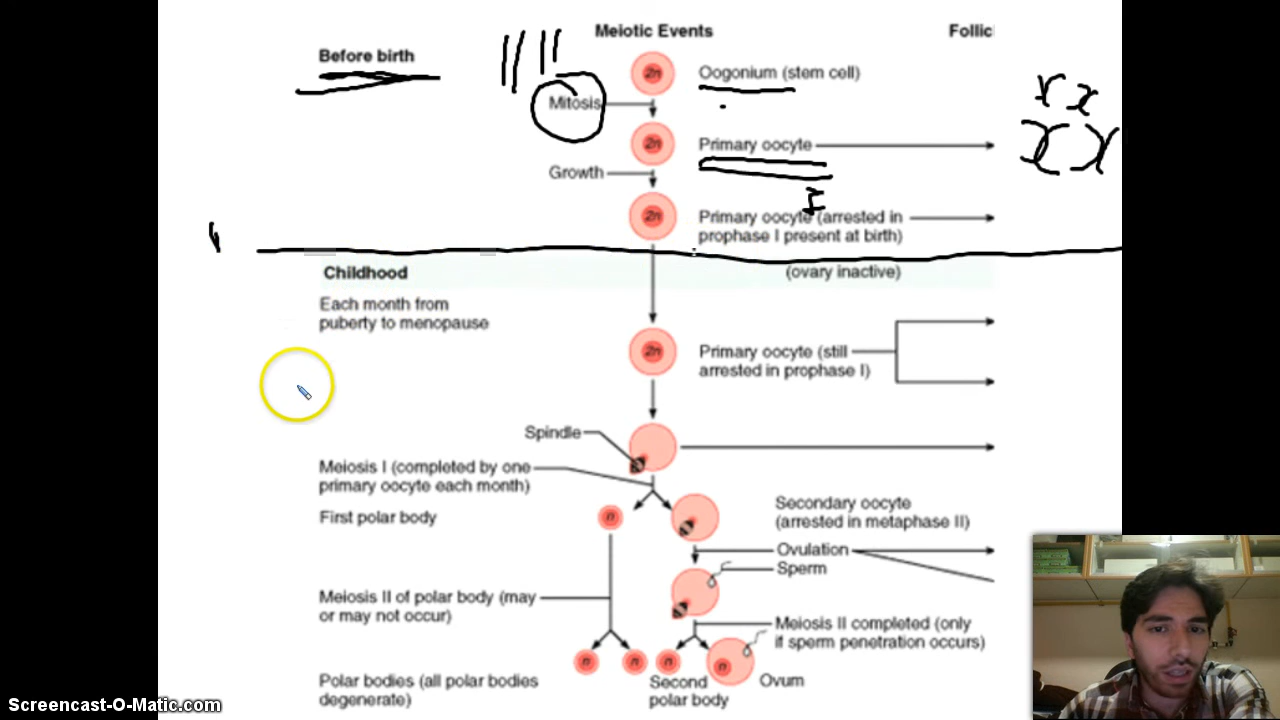 Meiotic Events
Follic
Before birth
2n
Oogonium (stem cell)
Mitosis
2n
Primary oocyte
Growth
I
2n
Primary oocyte (arrested in
prophase I present at birth)
Childhood
(ovary inactive)
Each month from
puberty to menopause
2n
Primary oocyte (still
arrested in prophase I)
Spindle
Meiosis I (completed by one
primary oocyte each month)
First polar body
n
Secondary oocyte
(arrested in metaphase II)
Ovulation
Sperm
Meiosis II of polar body (may
or may not occur)
Meiosis II completed (only
if sperm penetration occurs)
n
n
n
n
Polar bodies (all polar bodies
degenerate)
Second
polar body
Ovum
Screencast-O-Matic.com